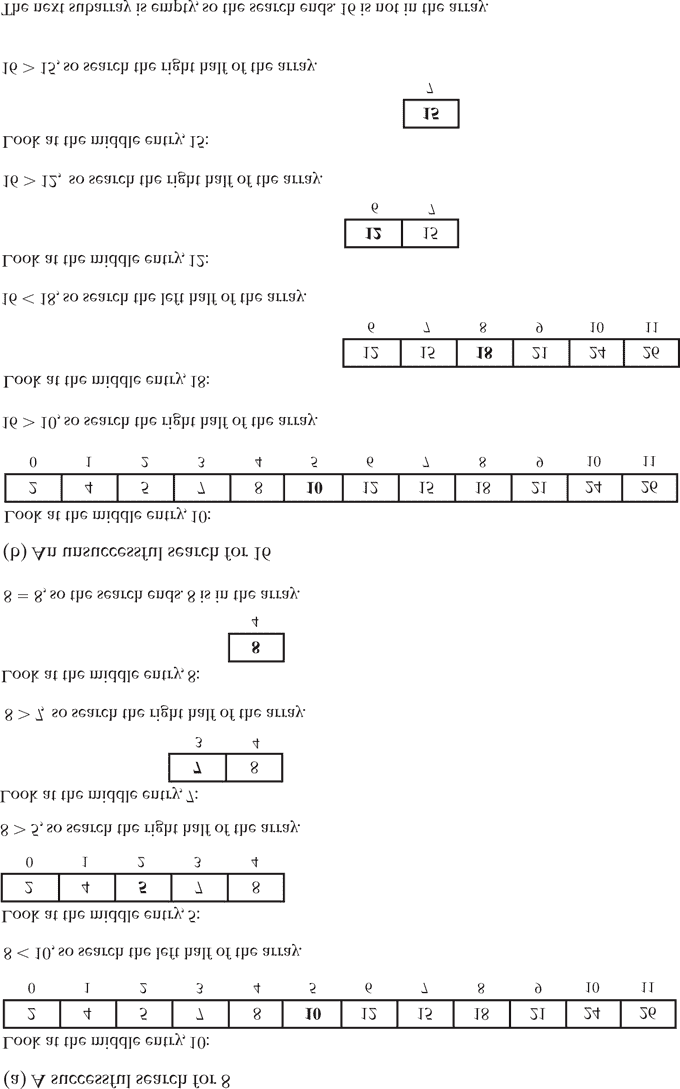 (a) A successful search for 8
Look at the middle entry, 10:
2 4 5 7 8 10 12 15 18 21 24 26
0 1 2 3 4 5 6 7 8 9 10 11
8 < 10, so search the left half of the array.
Look at the middle entry, 5:
2 4 5 7 8
0 1 2 3 4
8 > 5, so search the right half of the array.
Look at the middle entry, 7:
7 8
3 4
8 > 7, so search the right half of the array.
Look at the middle entry, 8:
8
4
8 = 8, so the search ends. 8 is in the array.
(b) An unsuccessful search for 16
Look at the middle entry, 10:
2 4 5 7 8 10 12 15 18 21 24 26
0 1 2 3 4 5 6 7 8 9 10 11
16 > 10, so search the right half of the array.
Look at the middle entry, 18:
12 15 18 21 24 26
6 7 8 9 10 11
16 < 18, so search the left half of the array.
Look at the middle entry, 12:
12 15
6 7
16 > 12, so search the right half of the array.
Look at the middle entry, 15:
15
7
16 > 15, so search the right half of the array.
The next subarray is empty, so the search ends. 16 is not in the array.